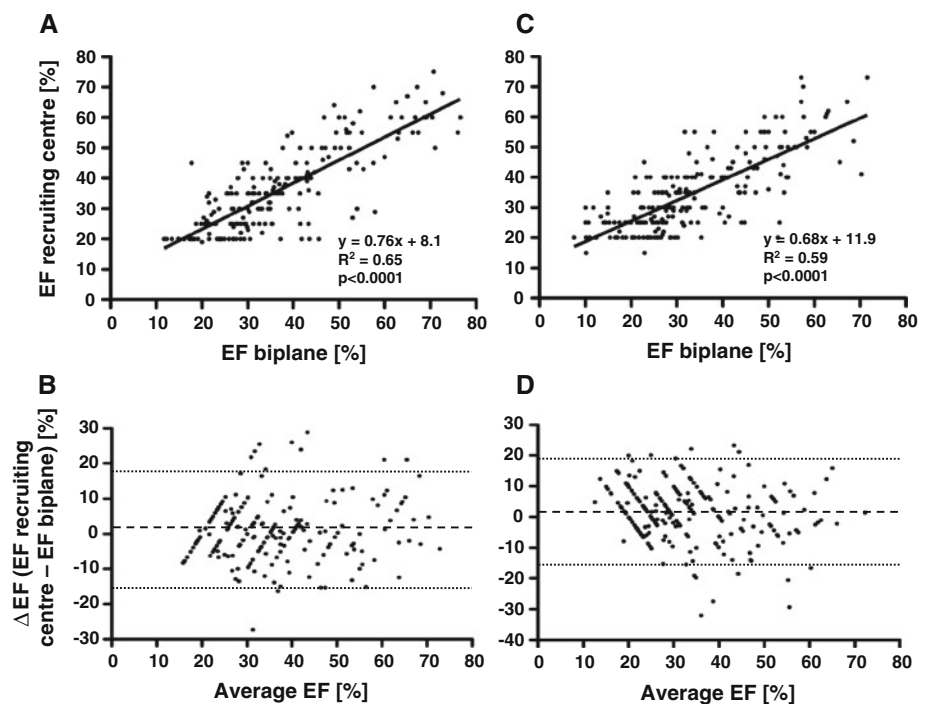 A
EF recruiting centre [%]
80
70
60
50
40
30
20
10
0
0 10 20 30 40 50 60 70 80
EF biplane [%]
y = 0.76x + 8.1
R² = 0.65
p<0.0001
C
80
70
60
50
40
30
20
10
0
0 10 20 30 40 50 60 70 80
EF biplane [%]
y = 0.68x + 11.9
R² = 0.59
p<0.0001
B
Δ EF (EF recruiting
centre – EF biplane) [%]
30
20
10
0
-10
-20
-30
0 10 20 30 40 50 60 70 80
Average EF [%]
D
30
20
10
0
-10
-20
-30
-40
0 10 20 30 40 50 60 70 80
Average EF [%]